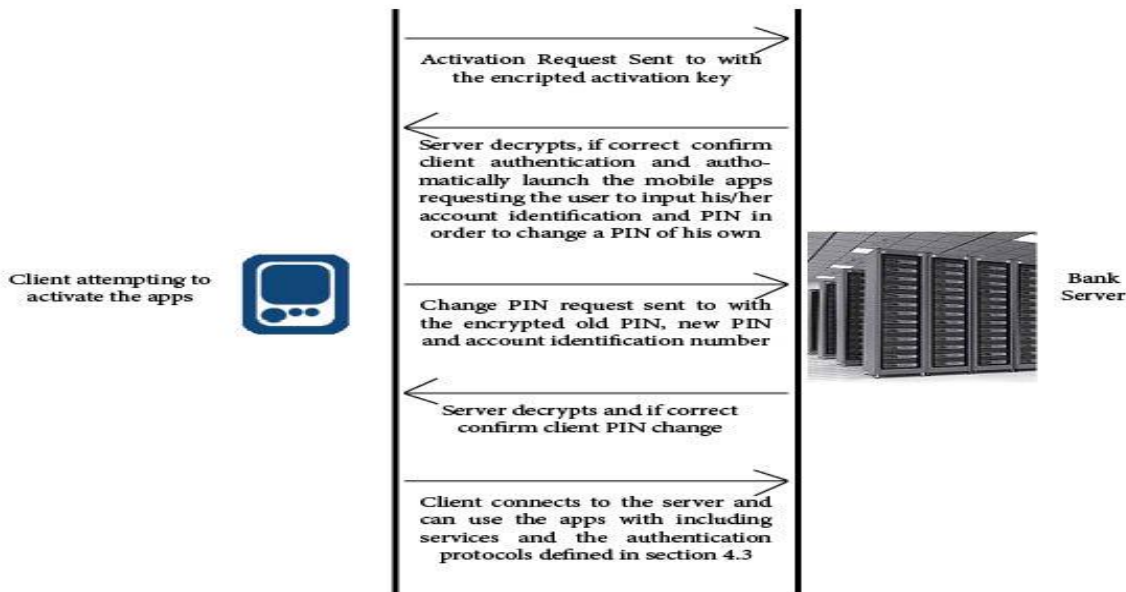 Activation Request Sent to with
the encripted activation key
Server decrypts, if correct confirm
client authentication and autho-
matically launch the mobile apps
requesting the user to input his/her
account identification and PIN in
order to change a PIN of his own
Client attempting to
activate the apps
Bank
Server
Change PIN request sent to with
the encrypted old PIN, new PIN
and account identification number
Server decrypts and if correct
confirm client PIN change
Client connects to the server and
can use the apps with including
services and the authentication
protocols defined in section 4.3